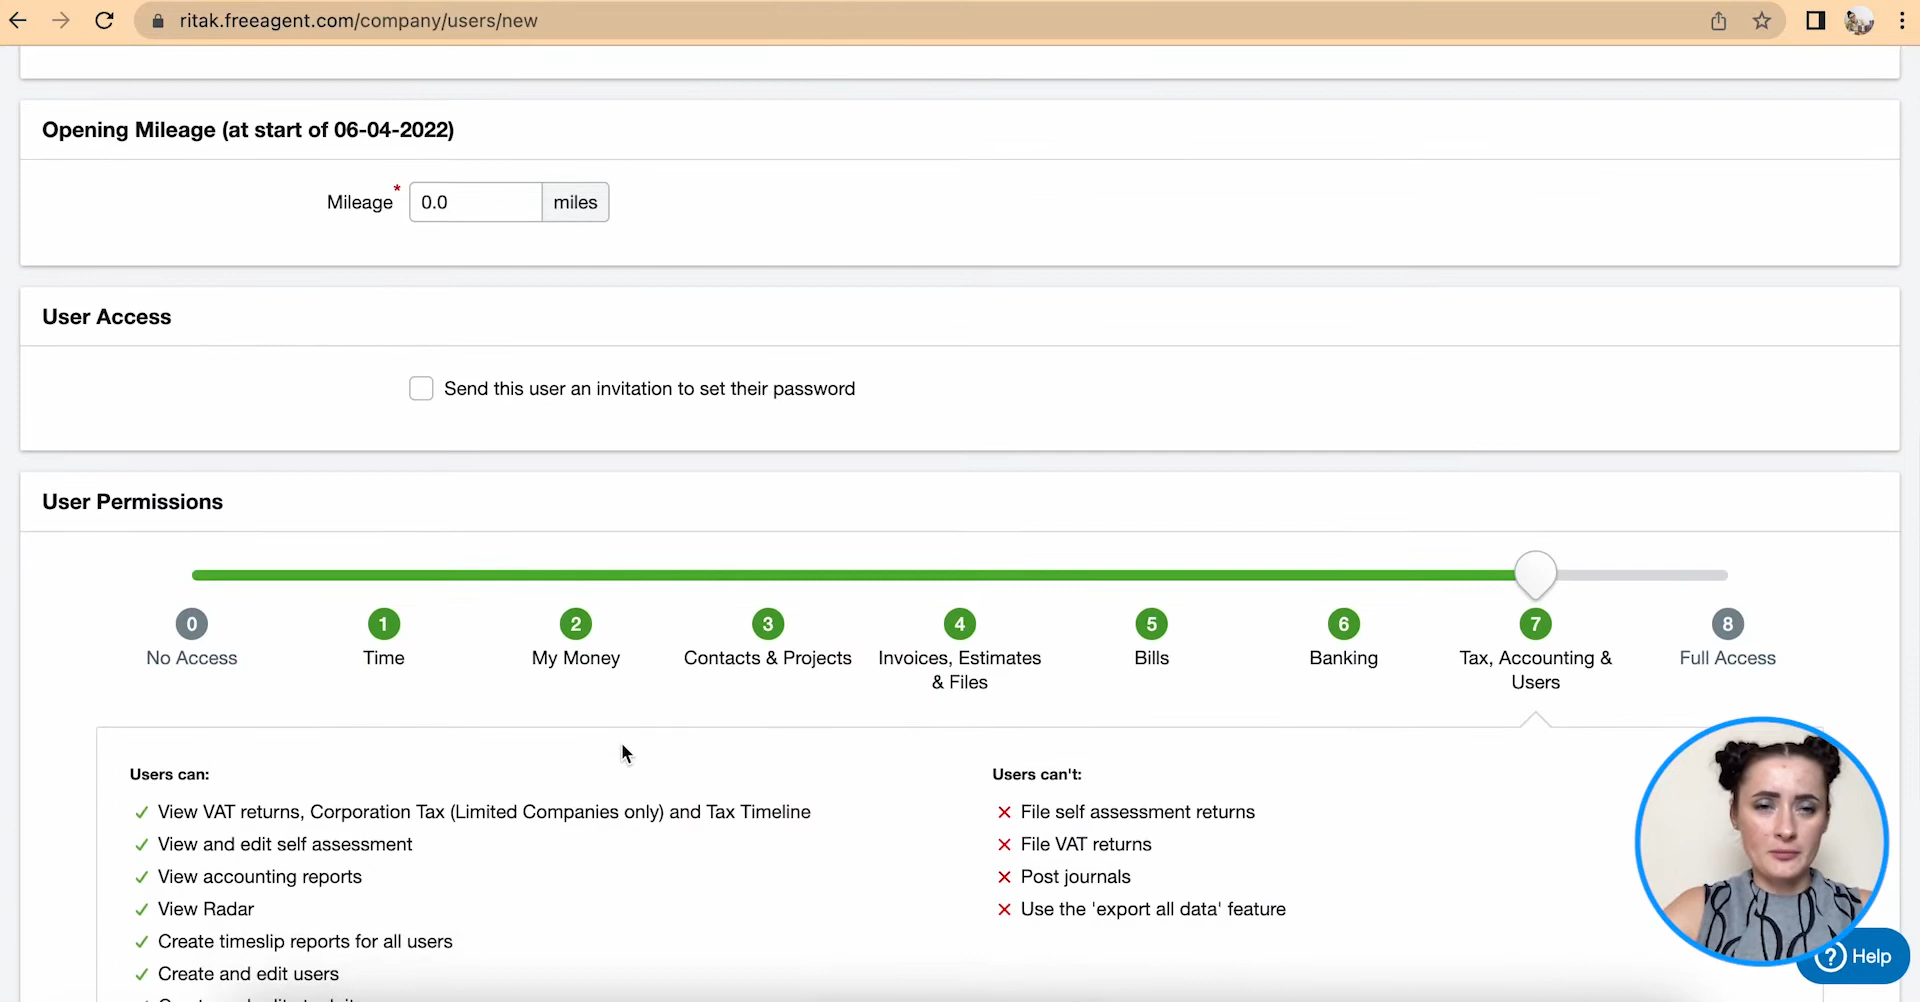 ritak.freeagent.com/company/users/new
Opening Mileage (at start of 06-04-2022)
Mileage * 0.0 miles
User Access
Send this user an invitation to set their password
User Permissions
0 1 2 3 4 5 6 7 8
No Access Time My Money Contacts & Projects Invoices, Estimates Bills Banking Tax, Accounting & Full Access
& Files Users
Users can:
View VAT returns, Corporation Tax (Limited Companies only) and Tax Timeline
View and edit self assessment
View accounting reports
View Radar
Create timeslip reports for all users
Create and edit users
Users can't:
File self assessment returns
File VAT returns
Post journals
Use the 'export all data' feature
? Help